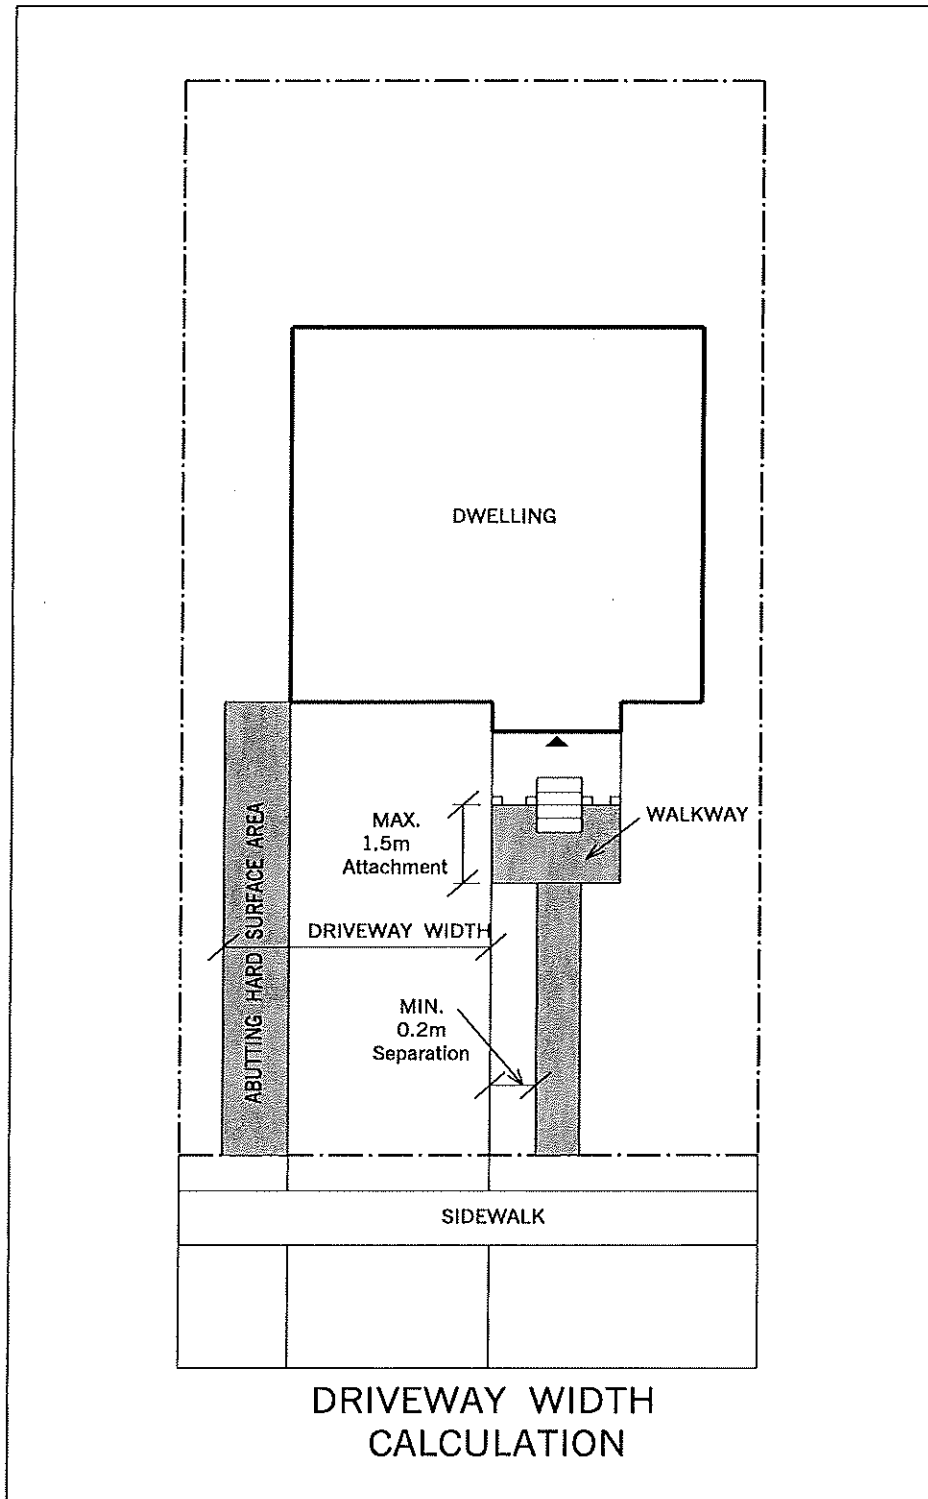 DWELLING
WALKWAY
MAX.
1.5m
Attachment
ABUTTING HARD SURFACE AREA
DRIVEWAY WIDTH
MIN.
0.2m
Separation
SIDEWALK
DRIVEWAY WIDTH
CALCULATION